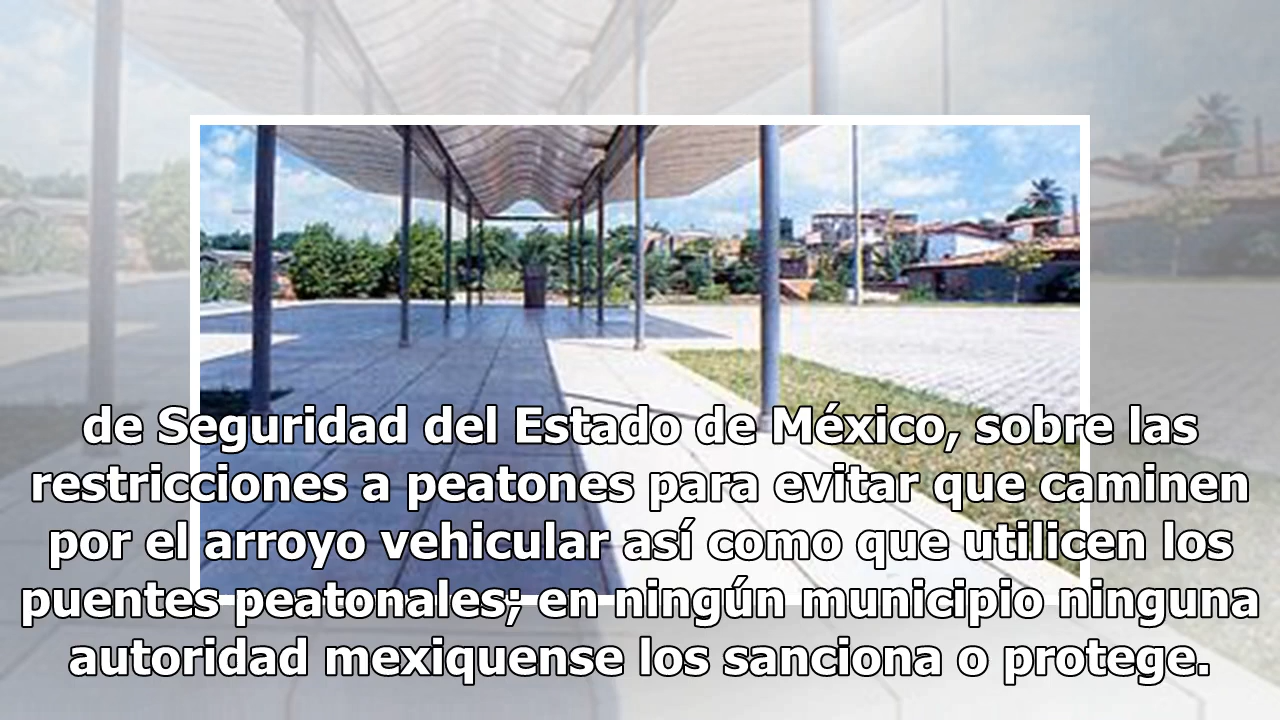 de Seguridad del Estado de México, sobre las
restricciones a peatones para evitar que caminen
por el arroyo vehicular así como que utilicen los
puentes peatonales; en ningún municipio ninguna
autoridad mexiquense los sanciona o protege.